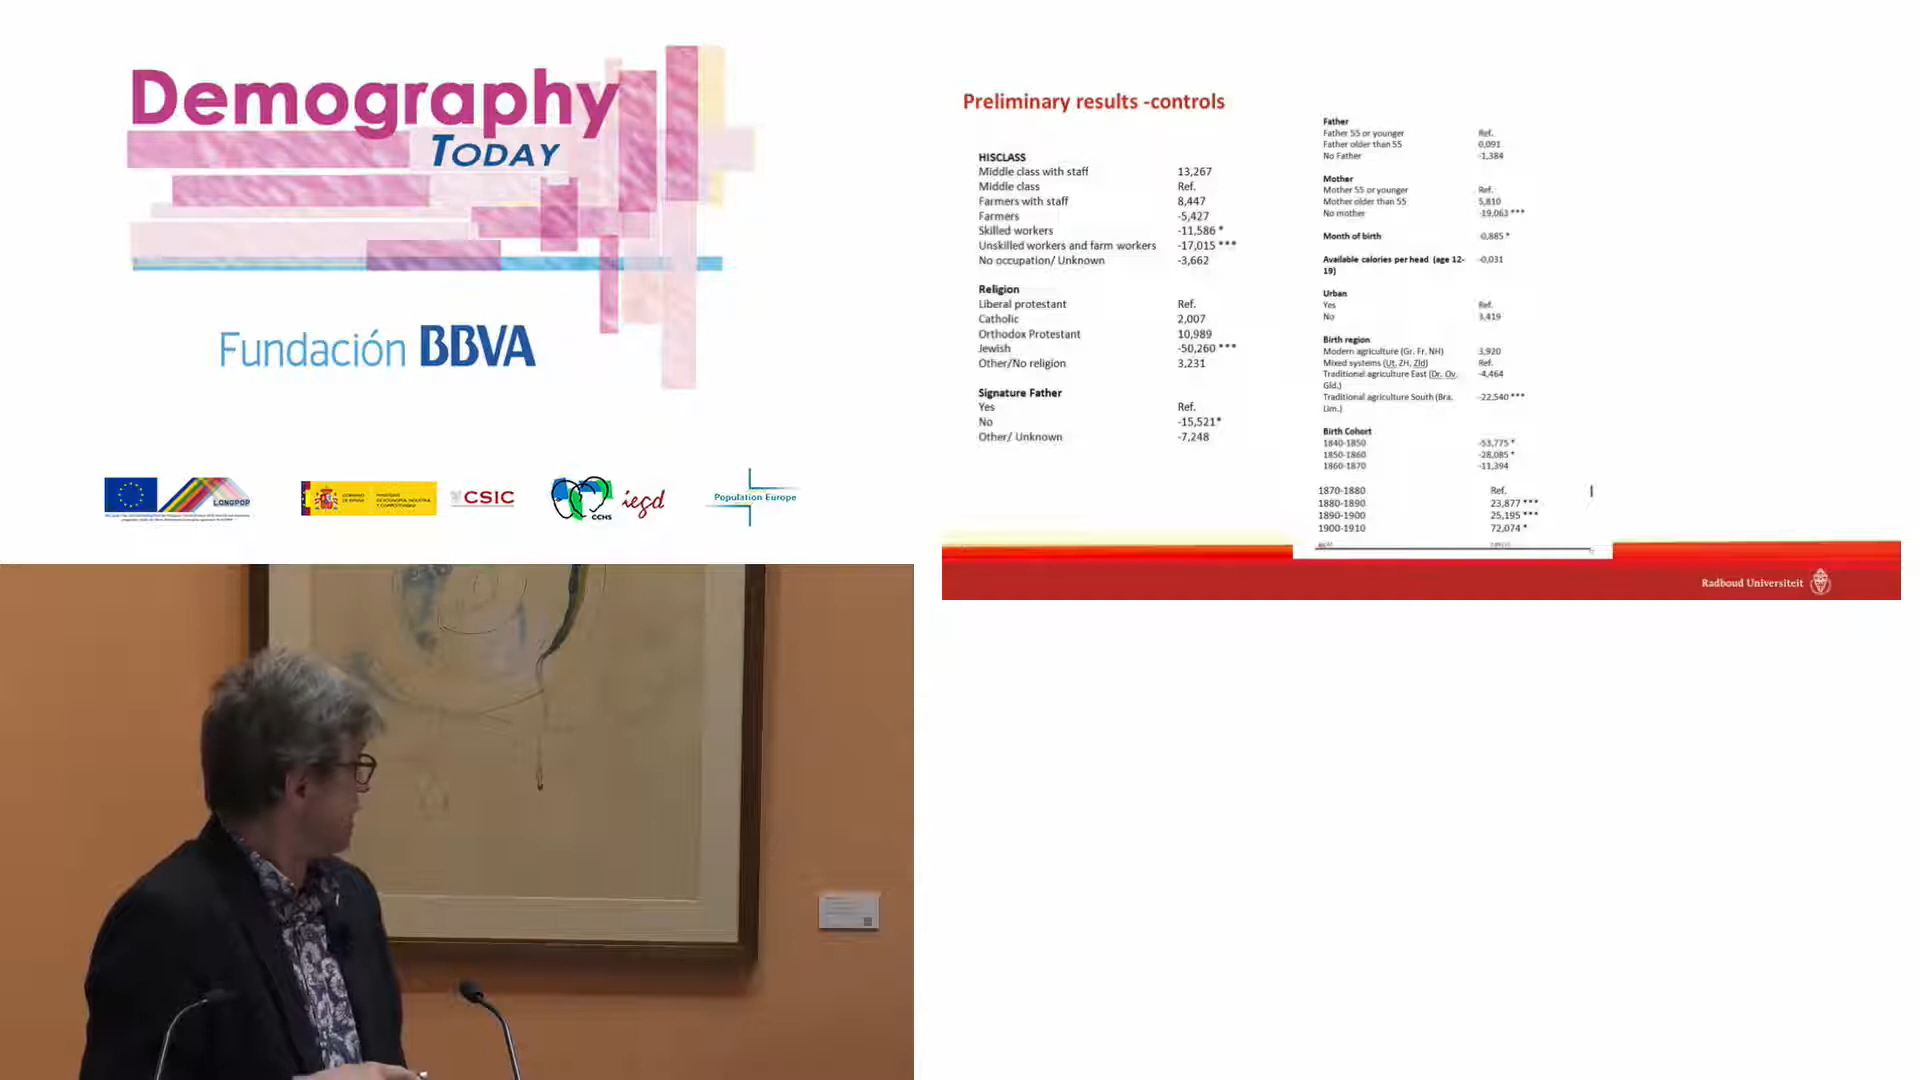 Demography
TODAY
Fundación BBVA
LONGPOP
CSIC
CCHS
iegd
Population Europe
Preliminary results -controls
HISCLASS
Middle class with staff 13,267
Middle class Ref.
Farmers with staff 8,447
Farmers -5,427
Skilled workers -11,586 *
Unskilled workers and farm workers -17,015 ***
No occupation/ Unknown -3,662
Religion
Liberal protestant Ref.
Catholic 2,007
Orthodox Protestant 10,989
Jewish -50,260 ***
Other/No religion 3,231
Signature Father
Yes Ref.
No -15,521*
Other/ Unknown -7,248
Father
Father 55 or younger Ref.
Father older than 55 0,091
No Father -1,384
Mother
Mother 55 or younger Ref.
Mother older than 55 5,810
No mother -19,063 ***
Month of birth -0,885 *
Available calories per head (age 12- -0,031
19)
Urban
Yes Ref.
No 3,419
Birth region
Modern agriculture (Gr. Fr. NH) 3,920
Mixed systems (Ut, ZH, Zld) Ref.
Traditional agriculture East (Dr. Ov. -4,464
Gld.)
Traditional agriculture South (Bra. -22,540 ***
Lim.)
Birth Cohort
1840-1850 -53,775 *
1850-1860 -28,085 *
1860-1870 -11,394
1870-1880 Ref.
1880-1890 23,877 ***
1890-1900 25,195 ***
1900-1910 72,074 *
Radboud Universiteit